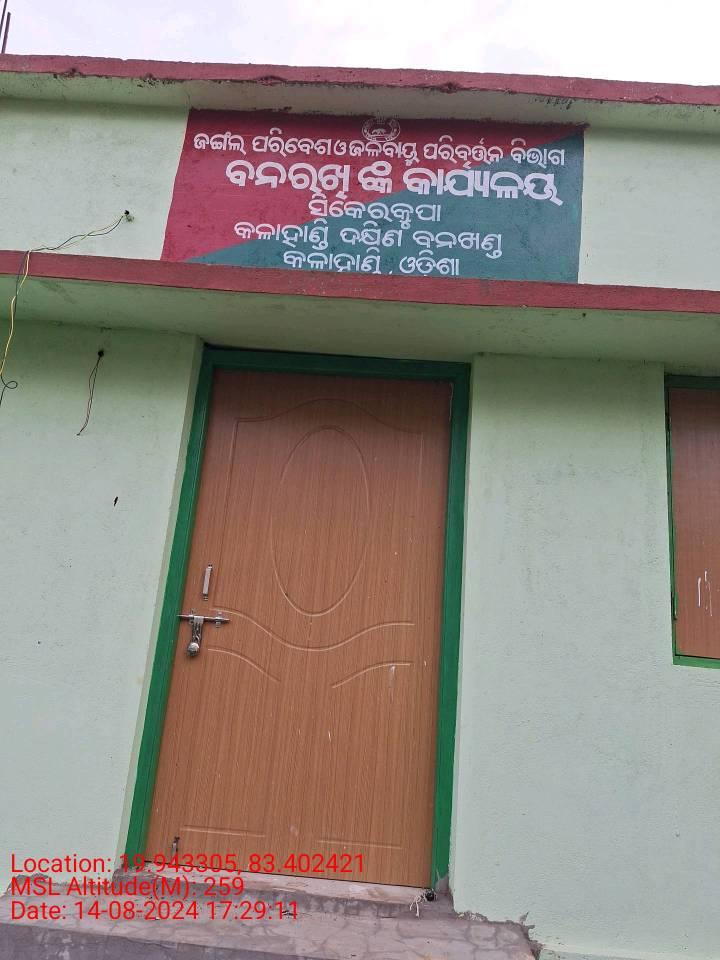 ଜଙ୍ଗଲ ପରିବେଶ ଓ ଜଳବାୟୁ ପରିବର୍ତ୍ତନ ବିଭାଗ
ବନରଖି ଙ୍କ କାର୍ଯ୍ୟାଳୟ
ସିକେରକୁପା
କଳାହାଣ୍ଡି ଦକ୍ଷିଣ ବନଖଣ୍ଡ
କଳାହାଣ୍ଡି, ଓଡ଼ିଶା
Location: 19.943305, 83.402421
MSL Altitude(M): 259
Date: 14-08-2024 17:29:11